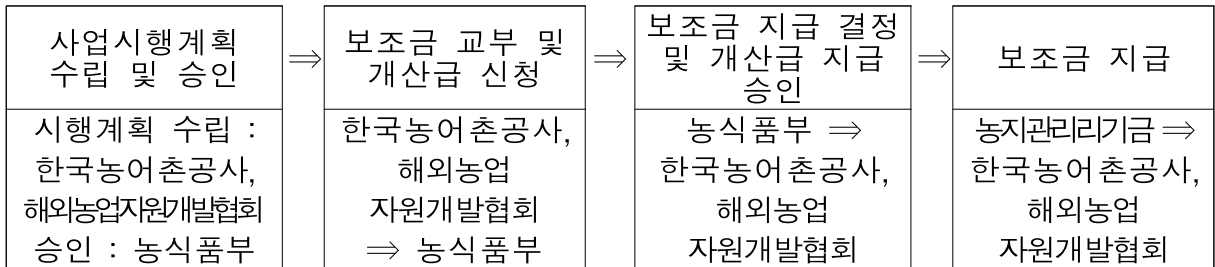 사업시행계획
수립 및 승인
⇒
보조금 교부 및
개산급 신청
⇒
보조금 지급 결정
및 개산급 지급
승인
⇒
보조금 지급
시행계획 수립 :
한국농어촌공사,
해외농업자원개발협회
승인 : 농식품부
한국농어촌공사,
해외농업
자원개발협회
⇒ 농식품부
농식품부 ⇒
한국농어촌공사,
해외농업
자원개발협회
농지관리리기금 ⇒
한국농어촌공사,
해외농업
자원개발협회